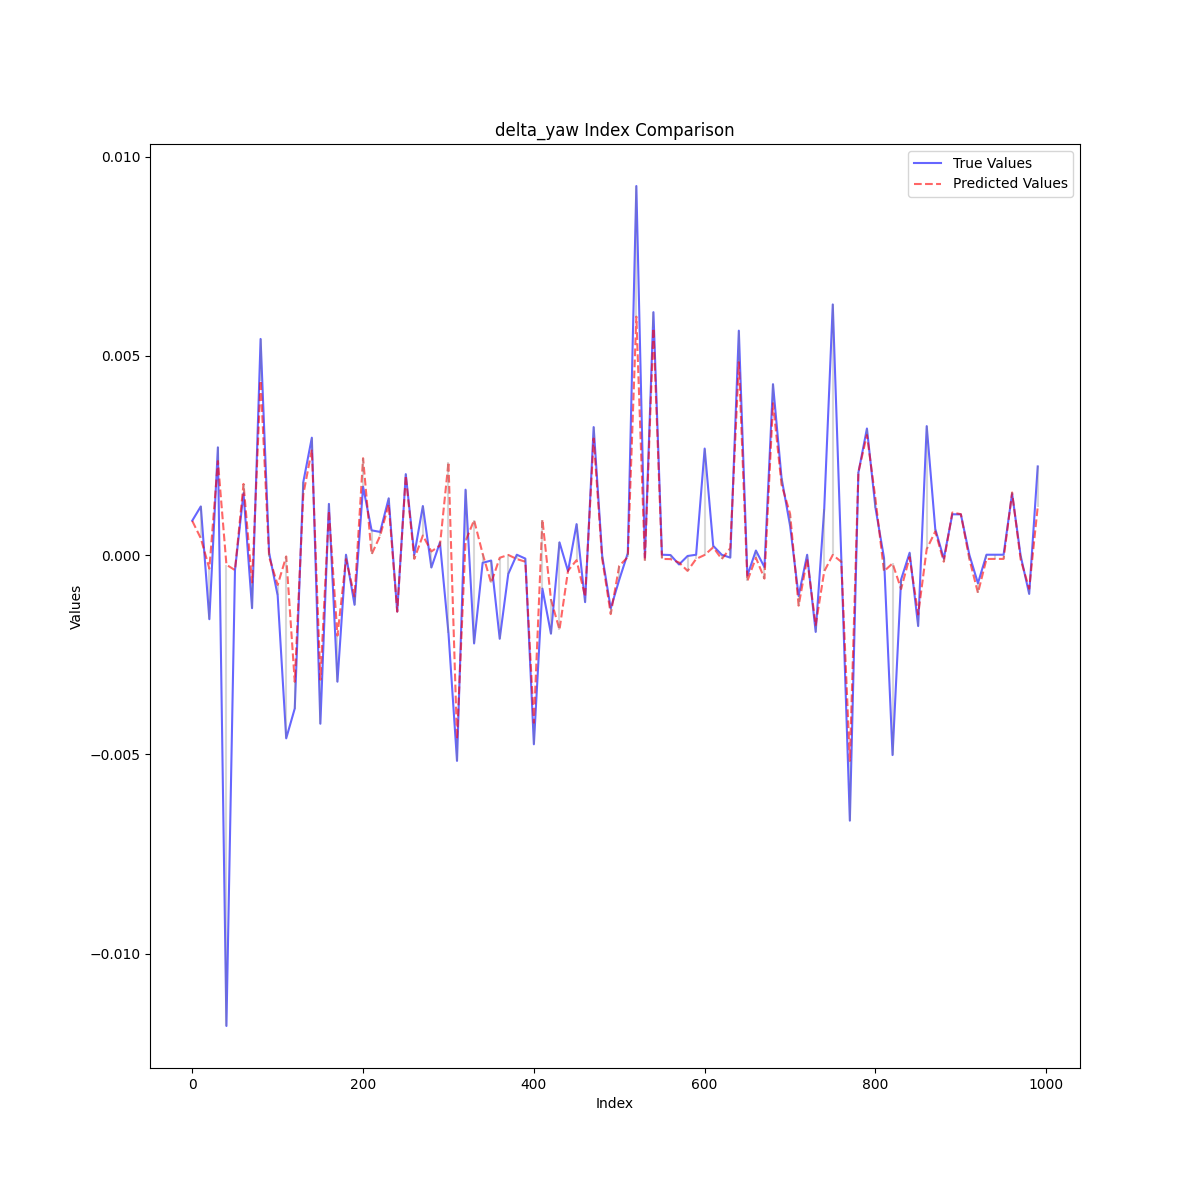 delta_yaw Index Comparison
True Values
Predicted Values
0.010
0.005
0.000
−0.005
−0.010
Values
0
200
400
600
800
1000
Index